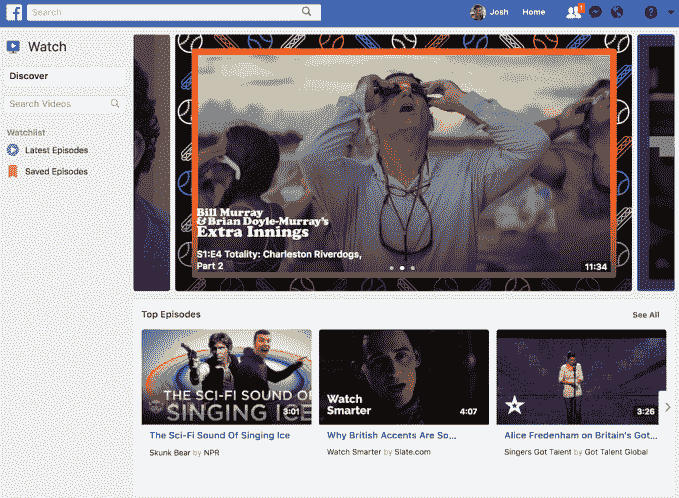 f Search Josh Home 1 ?
Watch
Discover
Search Videos
Watchlist
Latest Episodes
Saved Episodes
Bill Murray
& Brian Doyle-Murray's
Extra Innings
S1:E4 Totality: Charleston Riverdogs,
Part 2
11:34
Top Episodes See All
THE SCI-FI SOUND OF
SINGING ICE
3:01
Watch
Smarter
4:07
3:26
The Sci-Fi Sound Of Singing Ice
Skunk Bear by NPR
Why British Accents Are So...
Watch Smarter by Slate.com
Alice Fredenham on Britain's Got...
Singers Got Talent by Got Talent Global